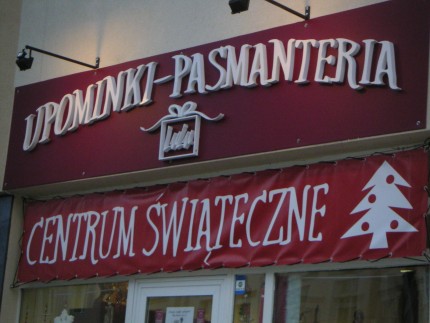 UPOMINKI-PASMANTERIA
CENTRUM ŚWIĄTECZNE